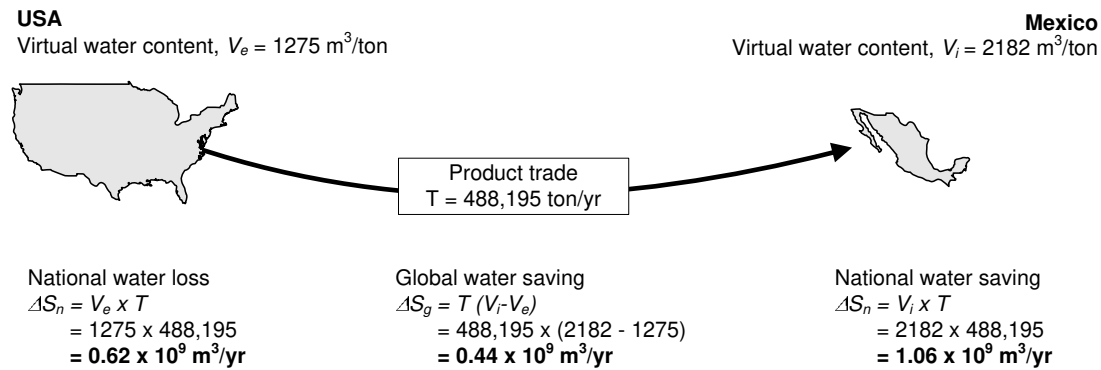 USA
Virtual water content, Vₑ = 1275 m³/ton
Mexico
Virtual water content, Vᵢ = 2182 m³/ton
Product trade
T = 488,195 ton/yr
National water loss
ΔSₙ = Vₑ x T
= 1275 x 488,195
= 0.62 x 10⁹ m³/yr
Global water saving
ΔS₉ = T (Vᵢ-Vₑ)
= 488,195 x (2182 - 1275)
= 0.44 x 10⁹ m³/yr
National water saving
ΔSₙ = Vᵢ x T
= 2182 x 488,195
= 1.06 x 10⁹ m³/yr